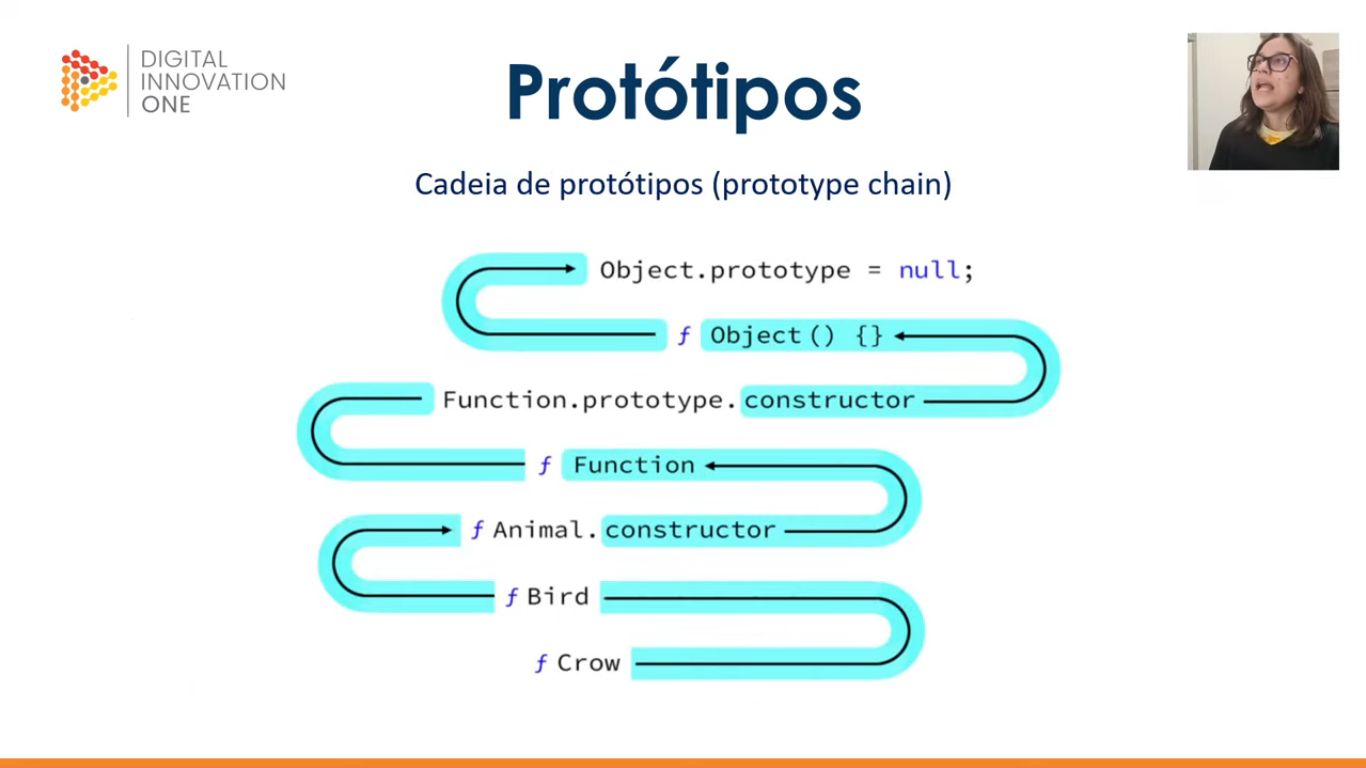 DIGITAL
INNOVATION
ONE
Protótipos
Cadeia de protótipos (prototype chain)
Object.prototype = null;
f Object() {}
Function.prototype.constructor
f Function
f Animal.constructor
f Bird
f Crow